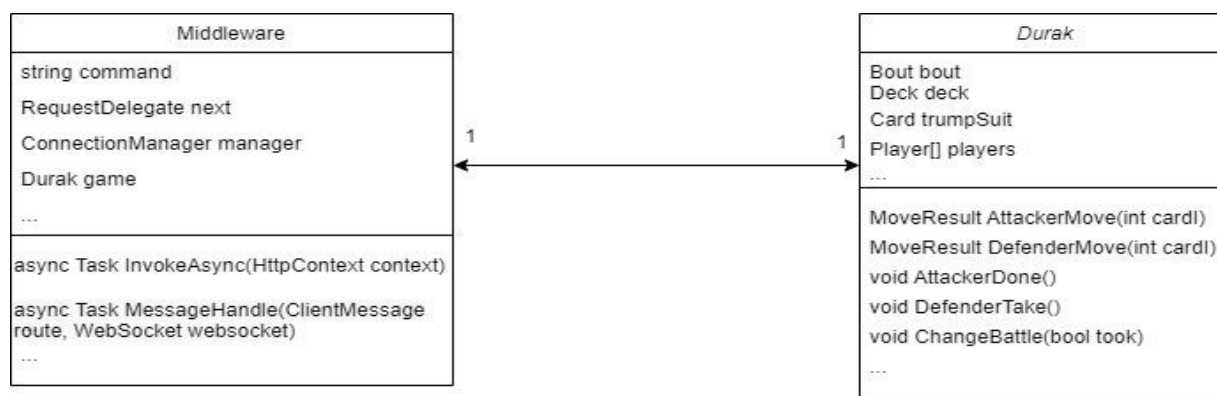 Middleware
string command
RequestDelegate next
ConnectionManager manager
Durak game
...
async Task InvokeAsync(HttpContext context)
async Task MessageHandle(ClientMessage
route, WebSocket websocket)
...
1
1
Durak
Bout bout
Deck deck
Card trumpSuit
Player[] players
...
MoveResult AttackerMove(int cardI)
MoveResult DefenderMove(int cardI)
void AttackerDone()
void DefenderTake()
void ChangeBattle(bool took)
...